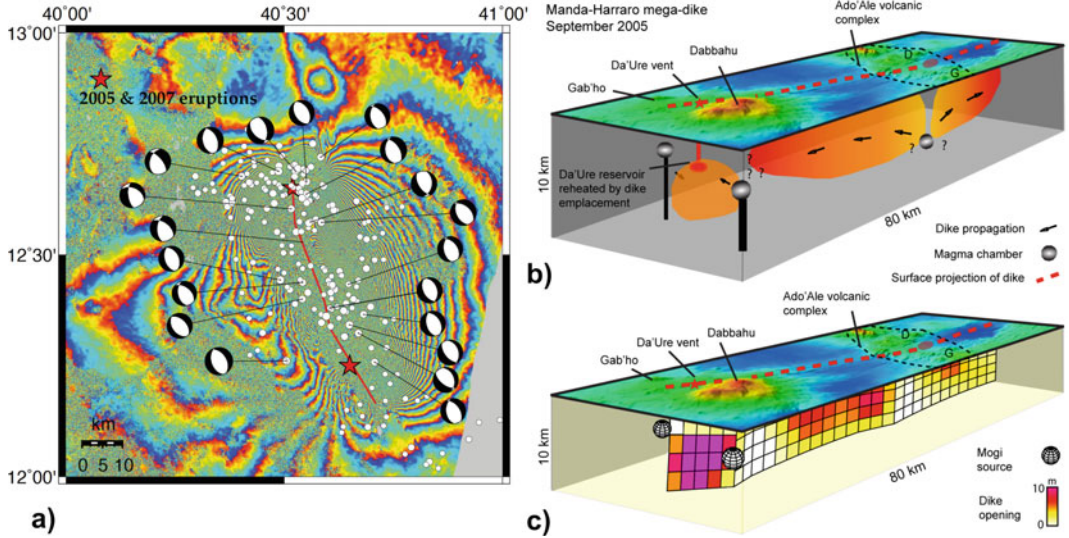 40˚00'
40˚30'
41˚00'
13˚00'
2005 & 2007 eruptions
12˚30'
km
0 5 10
12˚00'
a)
Manda-Harraro mega-dike
September 2005
Ado'Ale volcanic
complex
Da'Ure vent
Dabbahu
Gab'ho
D
G
Da'Ure reservoir
reheated by dike
emplacement
?
? ?
?
?
10 km
80 km
Dike propagation
Magma chamber
Surface projection of dike
b)
Ado'Ale volcanic
complex
Da'Ure vent
Dabbahu
Gab'ho
D
G
10 km
80 km
Mogi
source
m
10
Dike
opening
0
c)